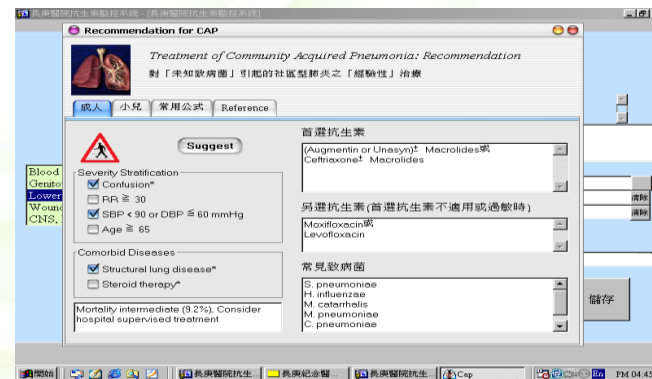 長庚醫院抗生素監控系統 - [長庚醫院抗生素監控系統]
Recommendation for CAP
Treatment of Community Acquired Pneumonia: Recommendation
對「未知致病菌」引起的社區型肺炎之「經驗性」治療
成人 小兒 常用公式 Reference
Suggest
Severity Stratification
Confusion*
RR ≧ 30
SBP < 90 or DBP ≦ 60 mmHg
Age ≧ 65
Comorbid Diseases
Structural lung disease*
Steroid therapy*
Mortality intermediate (9.2%), Consider
hospital supervised treatment
首選抗生素
(Augmentin or Unasyn)± Macrolides或
Ceftriaxone± Macrolides
另選抗生素(首選抗生素不適用或過敏時)
Moxifloxacin或
Levofloxacin
常見致病菌
S. pneumoniae
H. influenzae
M. catarrhalis
M. pneumoniae
C. pneumoniae
Blood
Genito
Lower
Woun
CNS,
清除
清除
儲存
開始
長庚醫院抗生...
長庚紀念醫...
長庚醫院抗生...
Cap
En
PM 04:45